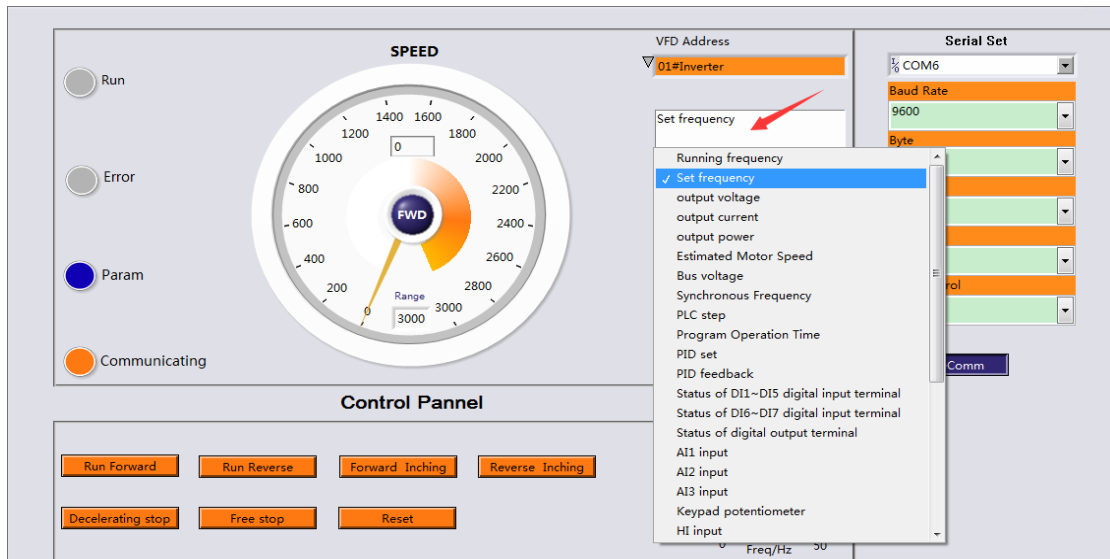 SPEED
VFD Address
Serial Set
Run
01#Inverter
COM6
Baud Rate
9600
Set frequency
Byte
Error
Param
Communicating
0
200
400
600
800
1000
1200
1400
1600
1800
2000
2200
2400
2600
2800
3000
0
FWD
Range
3000
Running frequency
✓ Set frequency
output voltage
output current
output power
Estimated Motor Speed
Bus voltage
Synchronous Frequency
PLC step
Program Operation Time
PID set
PID feedback
Status of DI1~DI5 digital input terminal
Status of DI6~DI7 digital input terminal
Status of digital output terminal
AI1 input
AI2 input
AI3 input
Keypad potentiometer
HI input
rol
Comm
Control Pannel
Run Forward
Run Reverse
Forward Inching
Reverse Inching
Decelerating stop
Free stop
Reset
0
50
Freq/Hz